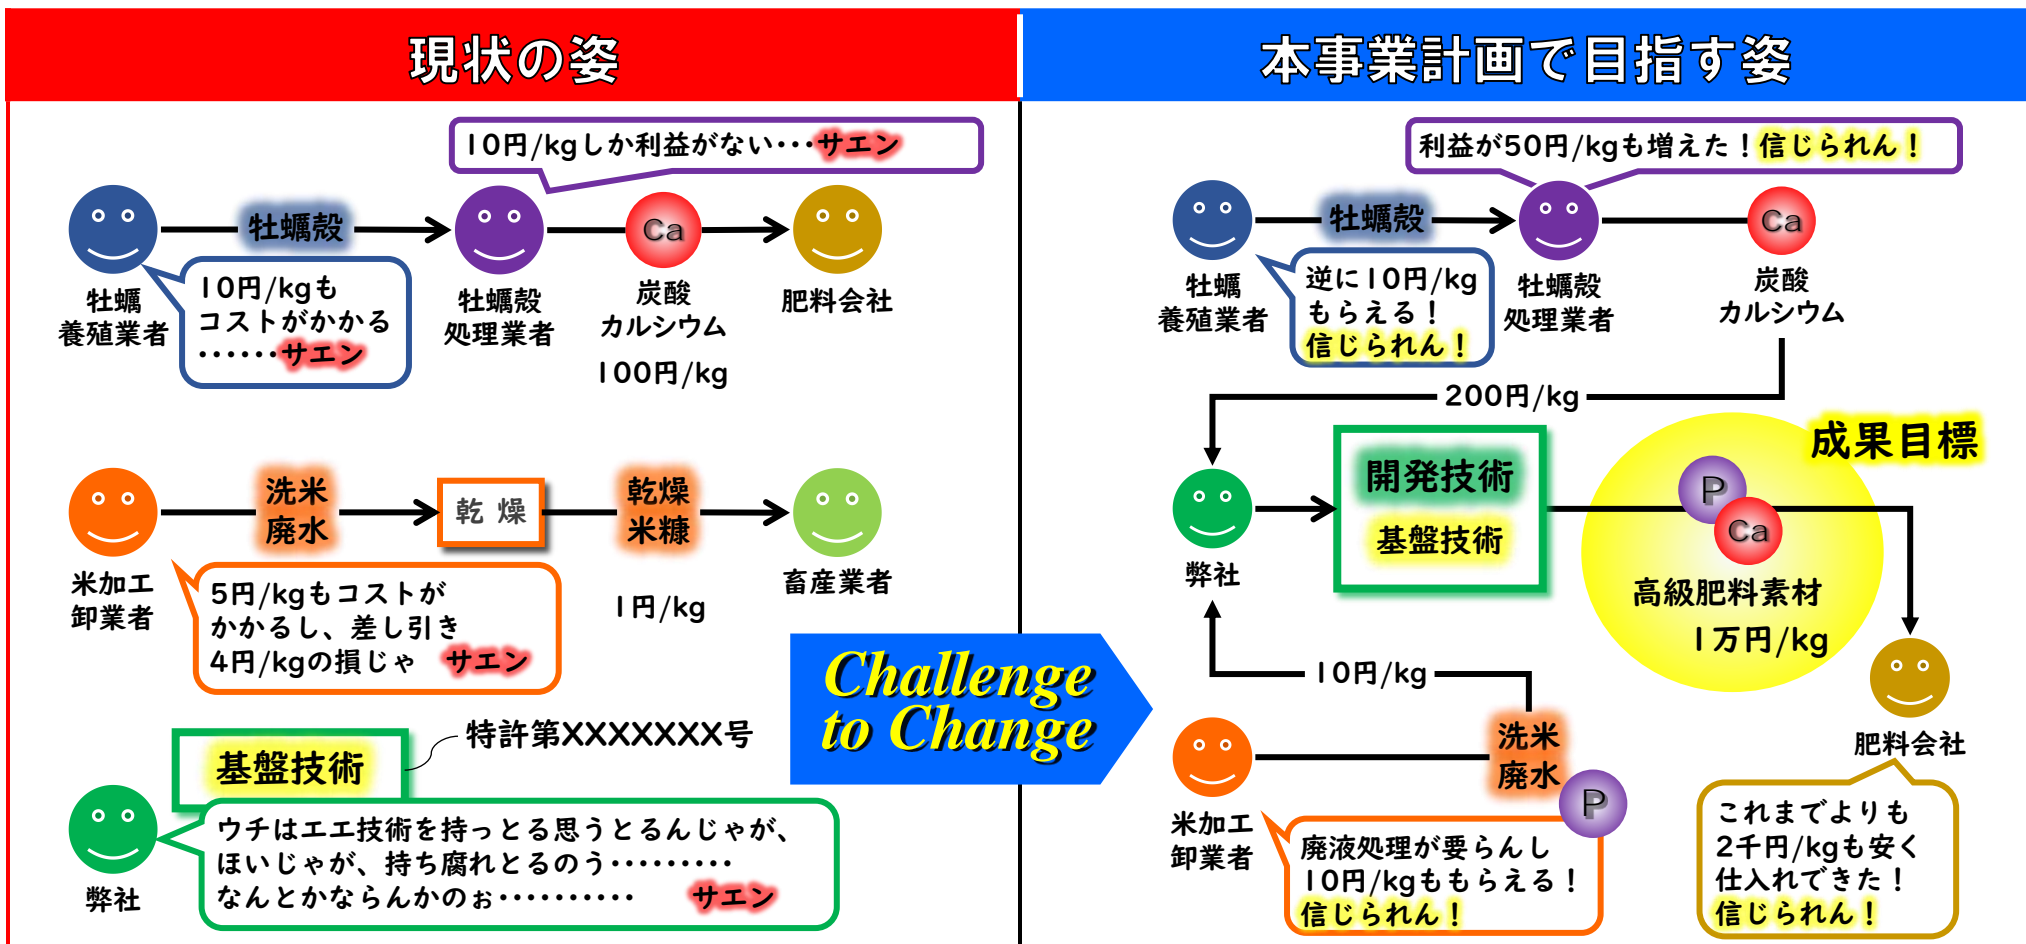 現状の姿
10円/kgしか利益がない･･･サエン
牡蠣殻
Ca
牡蠣
養殖業者
10円/kgも
コストがかかる
･･････サエン
牡蠣殻
処理業者
炭酸
カルシウム
100円/kg
肥料会社
洗米
廃水
乾 燥
乾燥
米糠
米加工
卸業者
5円/kgもコストが
かかるし、差し引き
4円/kgの損じゃ サエン
1円/kg
畜産業者
基盤技術
特許第XXXXXXX号
弊社
ウチはエエ技術を持っとる思うとるんじゃが、
ほいじゃが、持ち腐れとるのう･････････
なんとかならんかのぉ･･････････ サエン
Challenge
to Change
本事業計画で目指す姿
利益が50円/kgも増えた！信じられん！
牡蠣殻
Ca
牡蠣
養殖業者
逆に10円/kg
もらえる！
信じられん！
牡蠣殻
処理業者
炭酸
カルシウム
200円/kg
成果目標
開発技術
基盤技術
P
Ca
弊社
高級肥料素材
1万円/kg
10円/kg
洗米
廃水
P
肥料会社
米加工
卸業者
廃液処理が要らんし
10円/kgももらえる！
信じられん！
これまでよりも
2千円/kgも安く
仕入れできた！
信じられん！